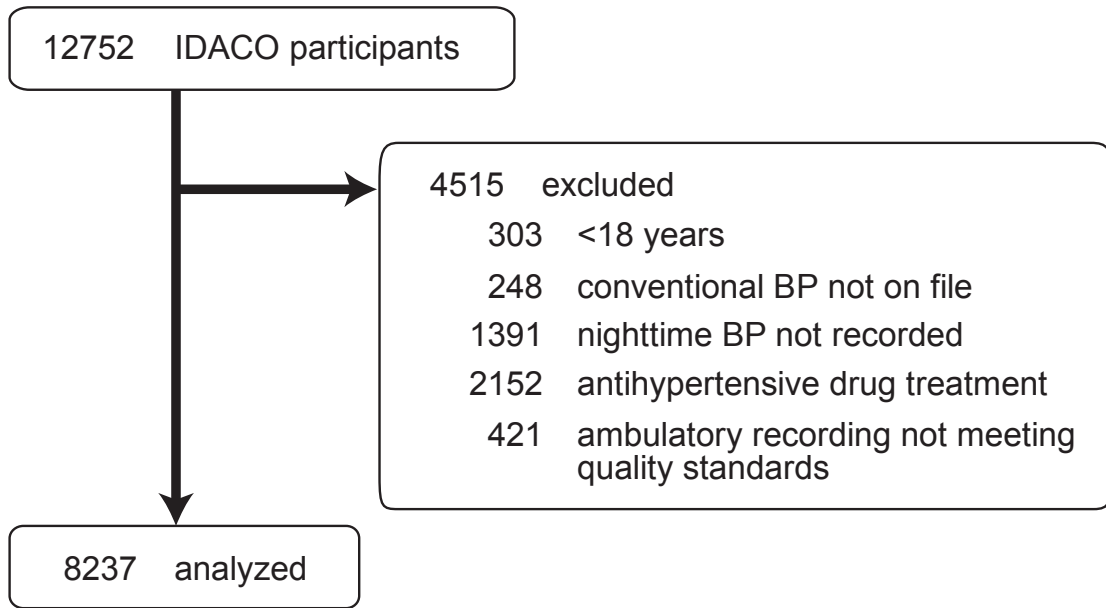 12752 IDACO participants
4515 excluded
303 <18 years
248 conventional BP not on file
1391 nighttime BP not recorded
2152 antihypertensive drug treatment
421 ambulatory recording not meeting
quality standards
8237 analyzed